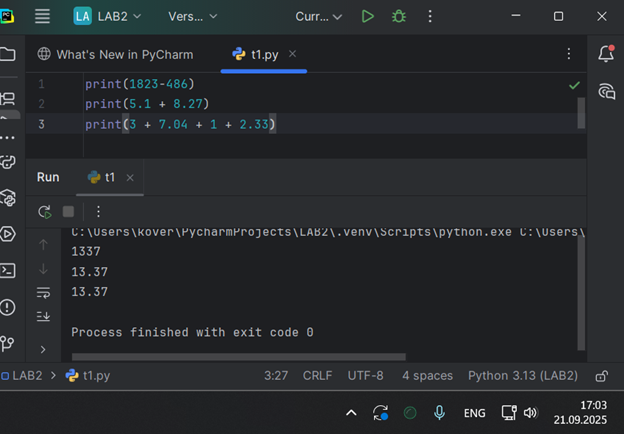 PC
LA LAB2 Vers... Curr...
What's New in PyCharm t1.py
1 print(1823-486)
2 print(5.1 + 8.27)
3 print(3 + 7.04 + 1 + 2.33)
Run t1
C:\Users\kover\PycharmProjects\LAB2\.venv\Scripts\python.exe C:\Users\
1337
13.37
13.37
Process finished with exit code 0
LAB2 > t1.py 3:27 CRLF UTF-8 4 spaces Python 3.13 (LAB2)
ENG 17:03
21.09.2025